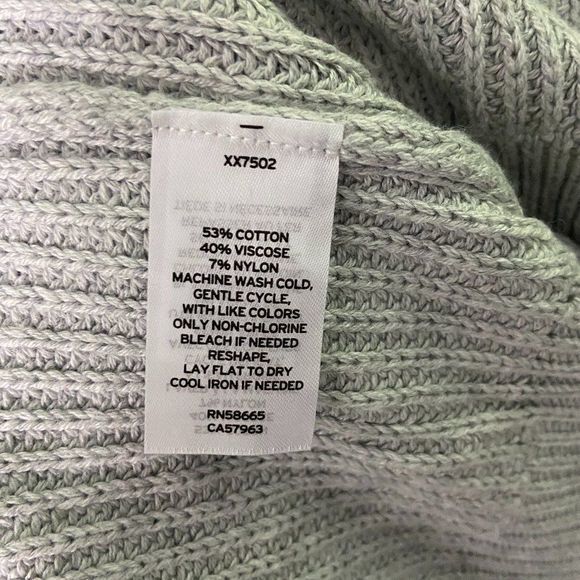 XX7502
53% COTTON
40% VISCOSE
7% NYLON
MACHINE WASH COLD,
GENTLE CYCLE,
WITH LIKE COLORS
ONLY NON-CHLORINE
BLEACH IF NEEDED
RESHAPE,
LAY FLAT TO DRY
COOL IRON IF NEEDED
RN58665
CA57963